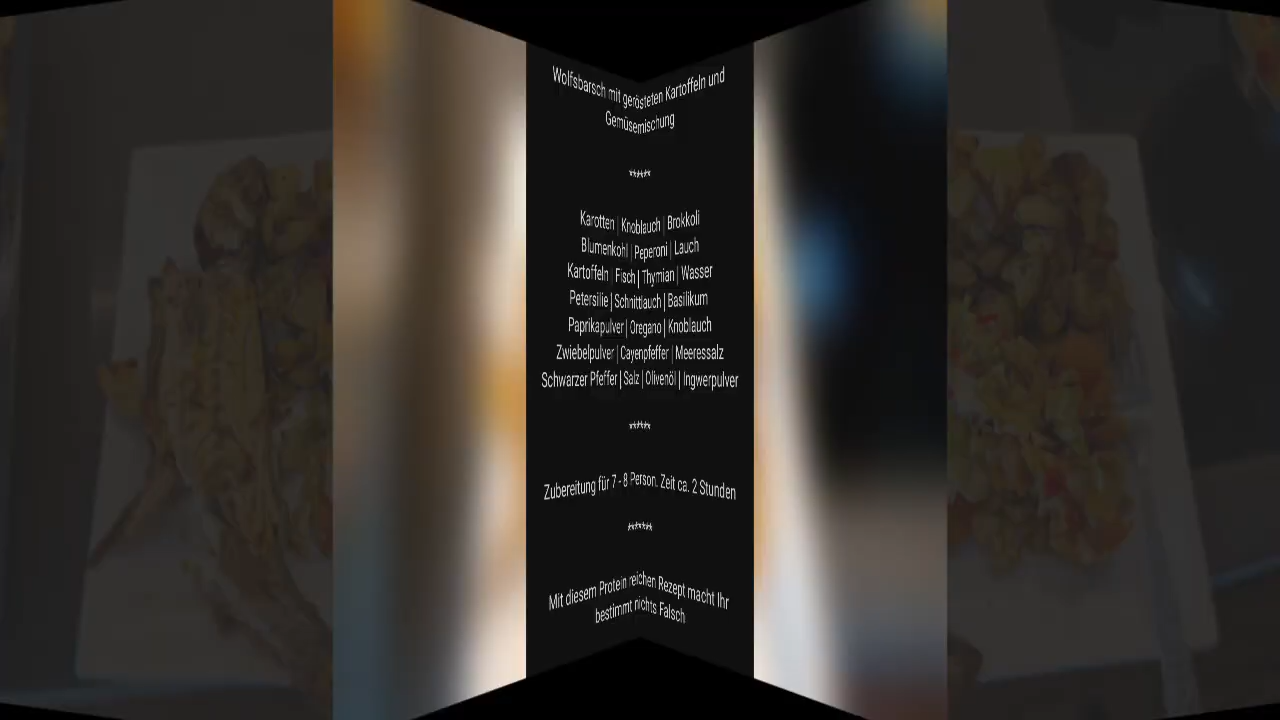 Wolfsbarsch mit gerösteten Kartoffeln und
Gemüsemischung
*****
Karotten | Knoblauch | Brokkoli
Blumenkohl | Peperoni | Lauch
Kartoffeln | Fisch | Thymian | Wasser
Petersilie | Schnittlauch | Basilikum
Paprikapulver | Oregano | Knoblauch
Zwiebelpulver | Cayenpfeffer | Meeressalz
Schwarzer Pfeffer | Salz | Olivenöl | Ingwerpulver
*****
Zubereitung für 7 - 8 Person. Zeit ca. 2 Stunden
*****
Mit diesem Protein reichen Rezept macht Ihr
bestimmt nichts Falsch